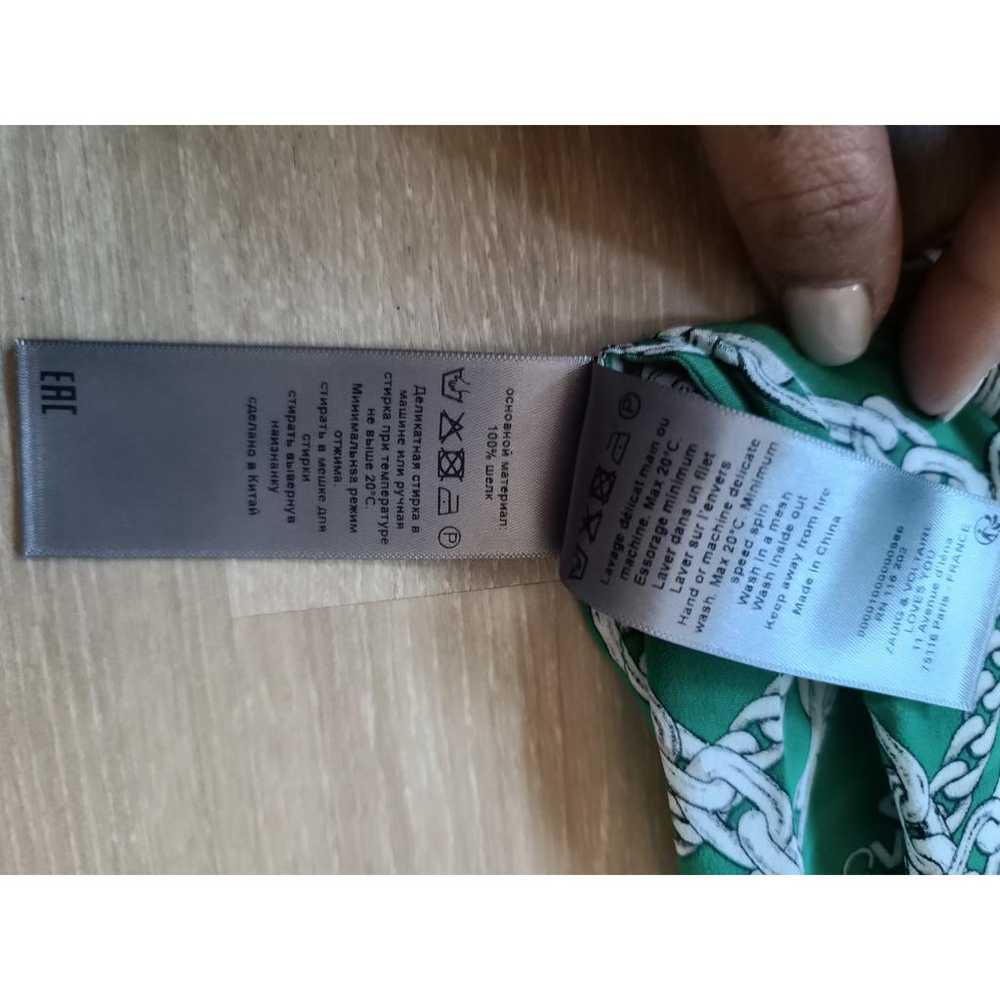 основной материал:
100% шелк
P
Деликатная стирка в
машине или ручная
стирка при температуре
не выше 20°C.
Минимальная режим
отжима.
стирать в мешке для
стирки
стирать вывернув
наизнанку
сделано в Китай
EAC
P
Lavage délicat main ou
machine. Max 20°C.
Essorage minimum
Laver dans un filet
Laver sur l'envers
Hand or machine delicate
wash. Max 20°C. Minimum
speed spin
Wash in a mesh
Wash inside out
Keep away from fire
Made in China
RN 116 202
ZADIG & VOLTAIRE
LOVES YOU
11 Avenue d'Iéna
75116 Paris - FRANCE